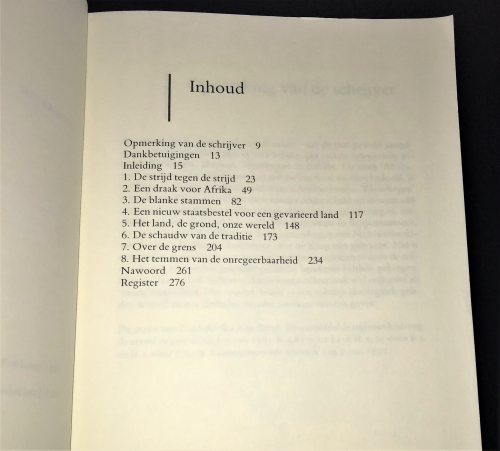 Inhoud
Opmerking van de schrijver 9
Dankbetuigingen 13
Inleiding 15
1. De strijd tegen de strijd 23
2. Een draak voor Afrika 49
3. De blanke stammen 82
4. Een nieuw staatsbestel voor een gevarieerd land 117
5. Het land, de grond, onze wereld 148
6. De schaudw van de traditie 173
7. Over de grens 204
8. Het temmen van de onregeerbaarheid 234
Nawoord 261
Register 276